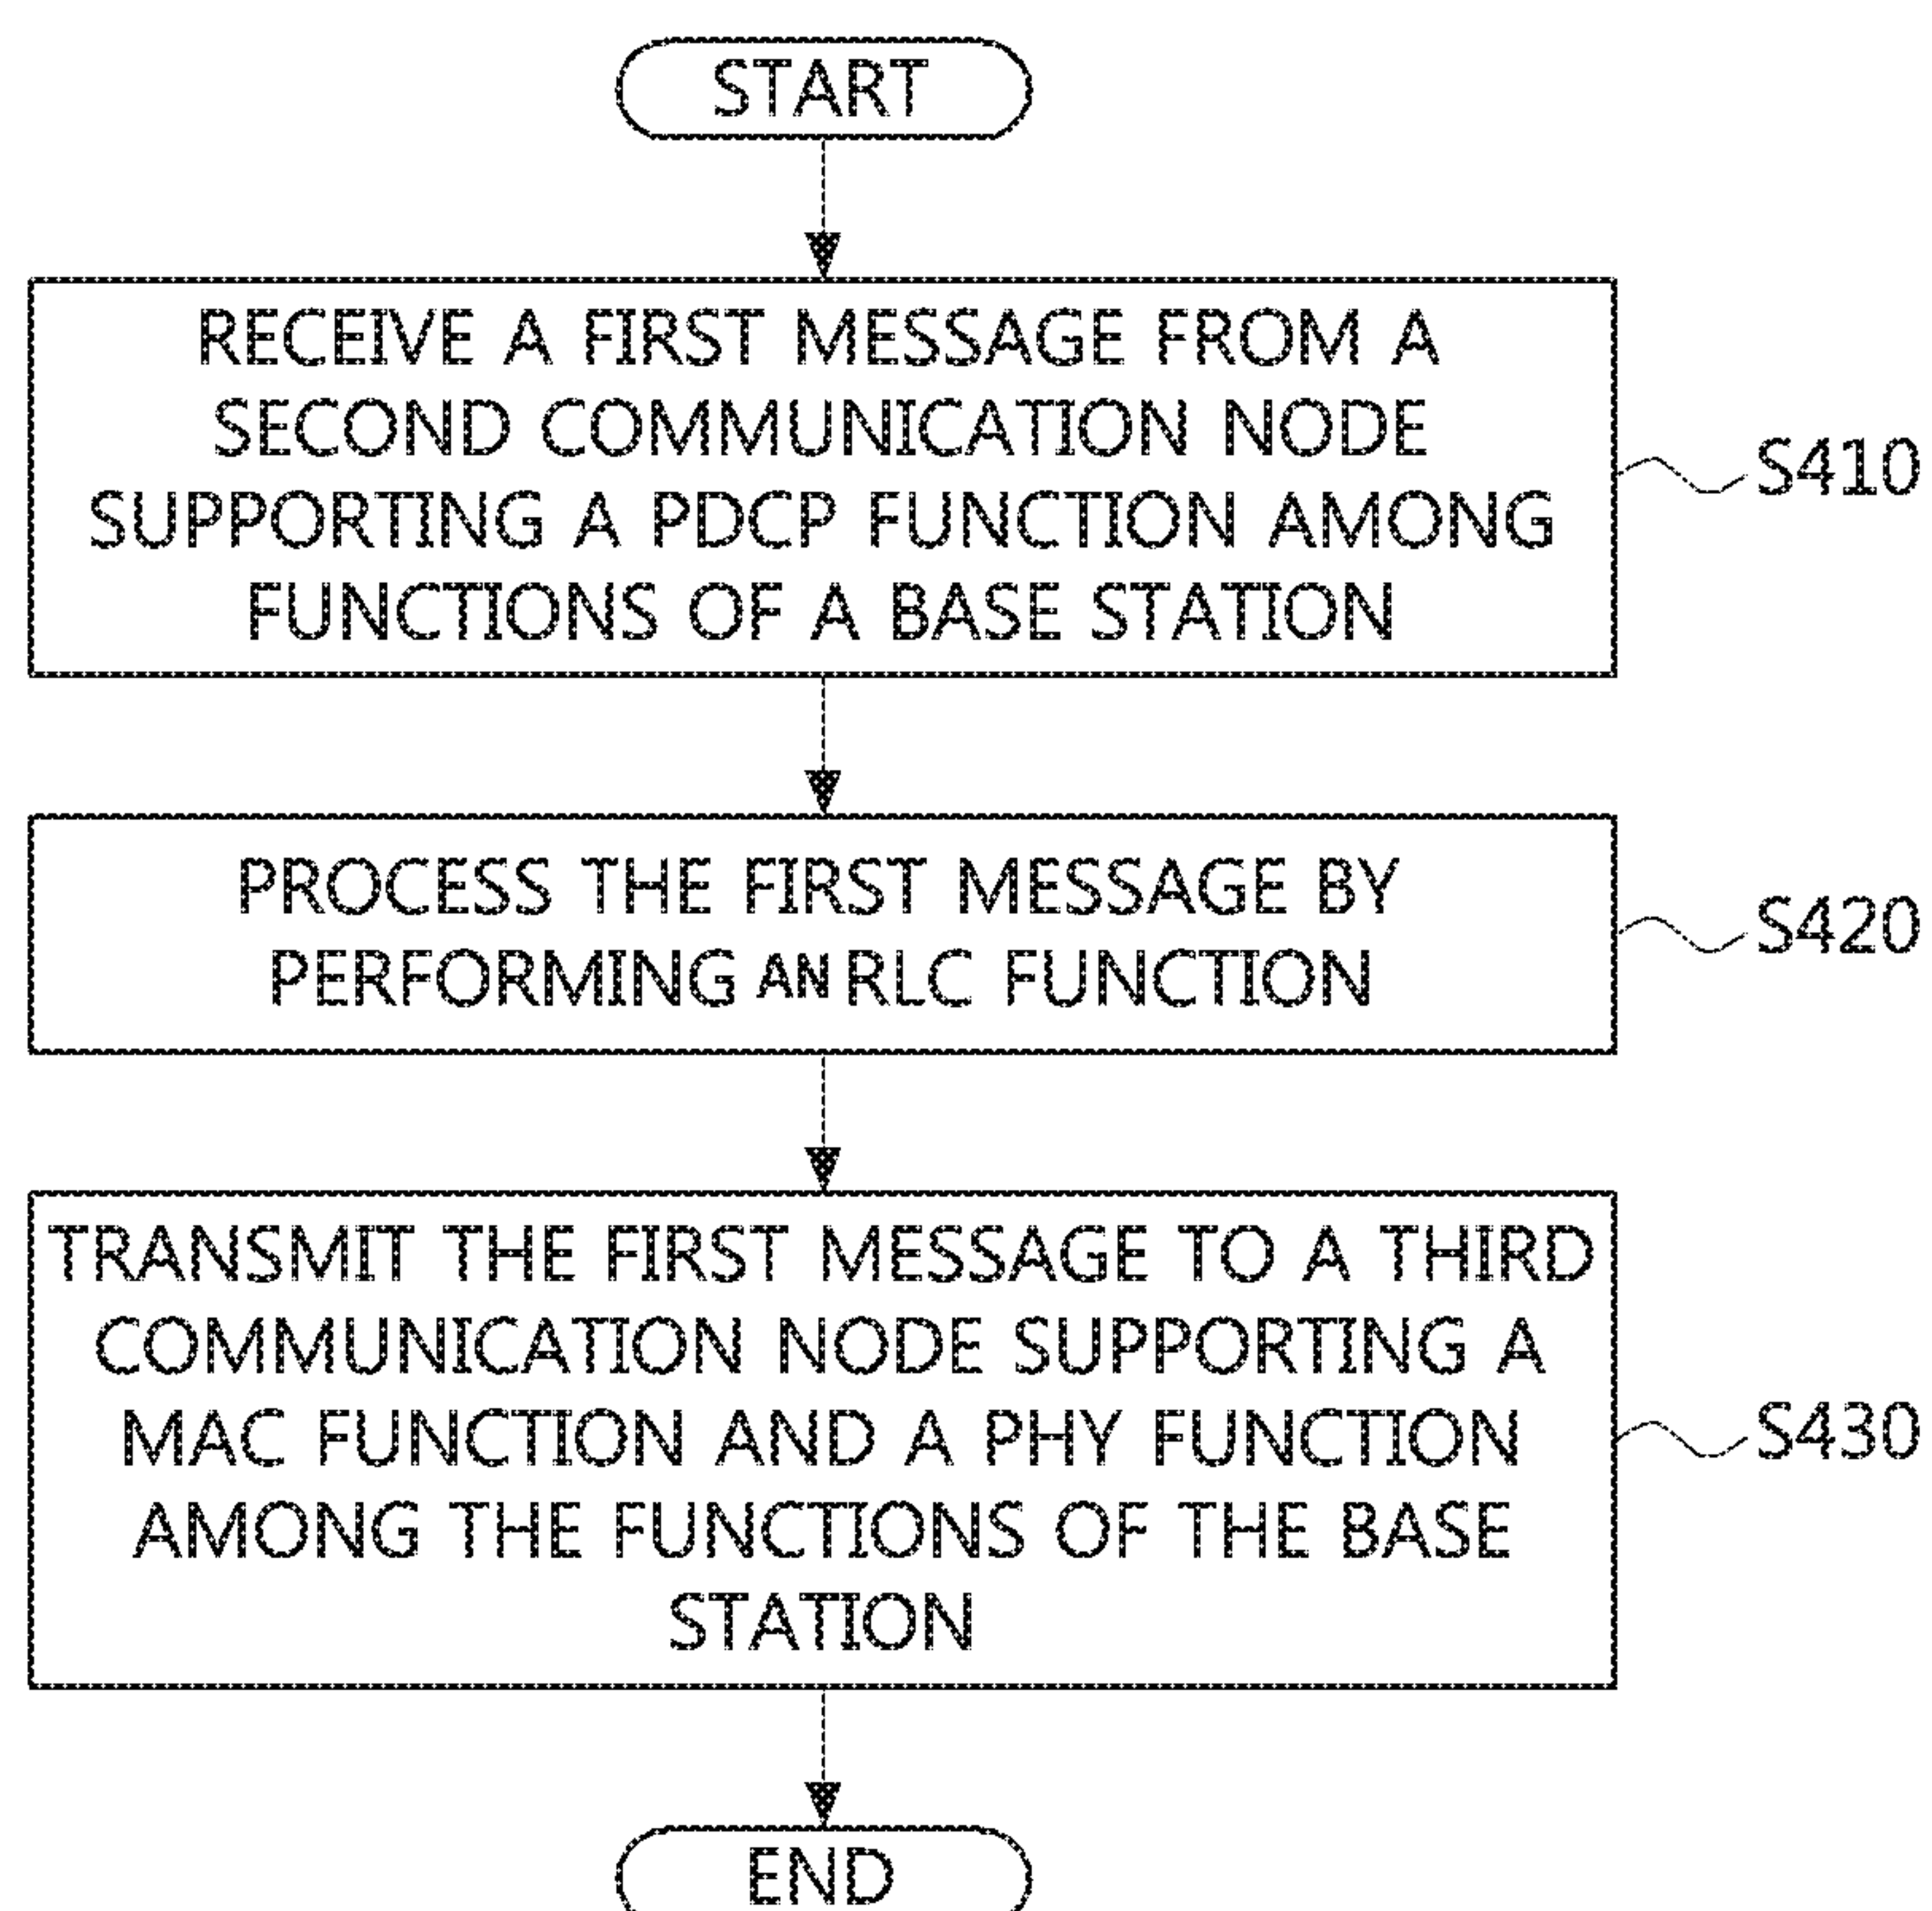 START
RECEIVE A FIRST MESSAGE FROM A
SECOND COMMUNICATION NODE
SUPPORTING A PDCP FUNCTION AMONG
FUNCTIONS OF A BASE STATION
S410
PROCESS THE FIRST MESSAGE BY
PERFORMING AN RLC FUNCTION
S420
TRANSMIT THE FIRST MESSAGE TO A THIRD
COMMUNICATION NODE SUPPORTING A
MAC FUNCTION AND A PHY FUNCTION
AMONG THE FUNCTIONS OF THE BASE
STATION
S430
END